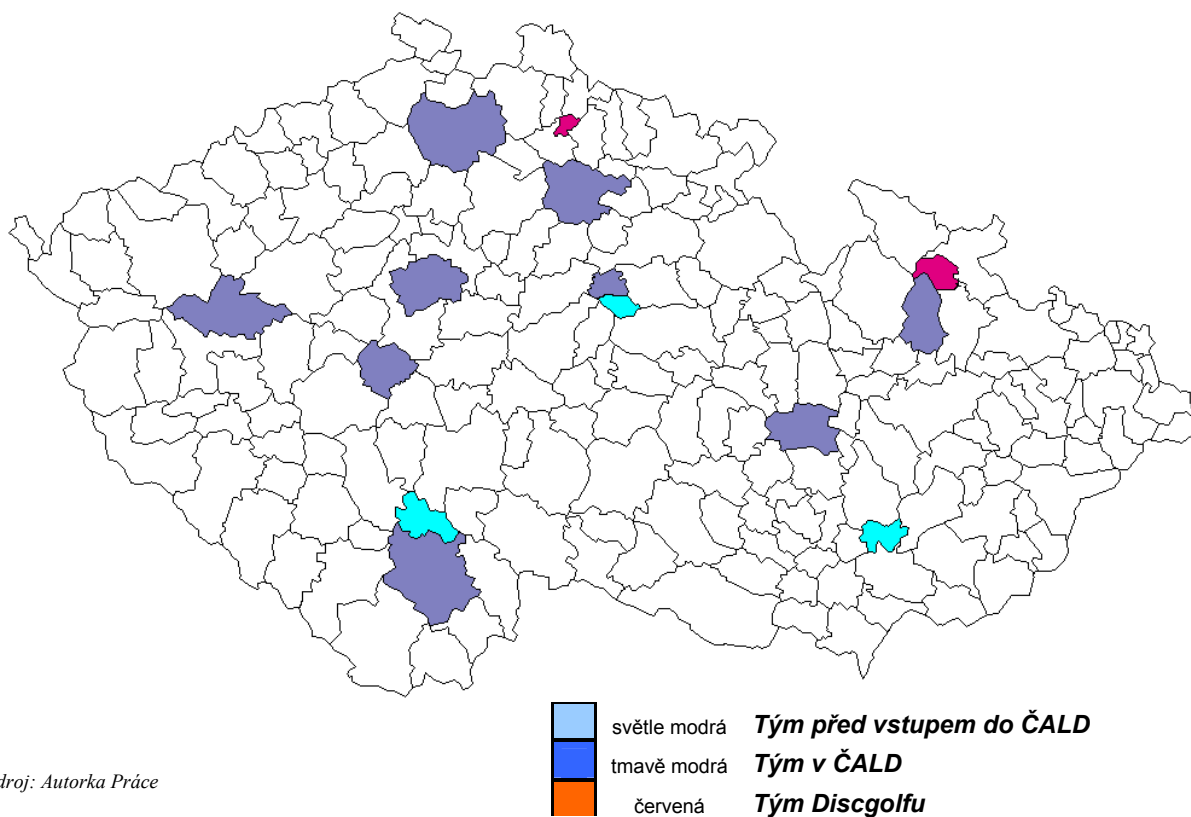 světle modrá Tým před vstupem do ČALD
tmavě modrá Tým v ČALD
droj: Autorka Práce
červená Tým Discgolfu